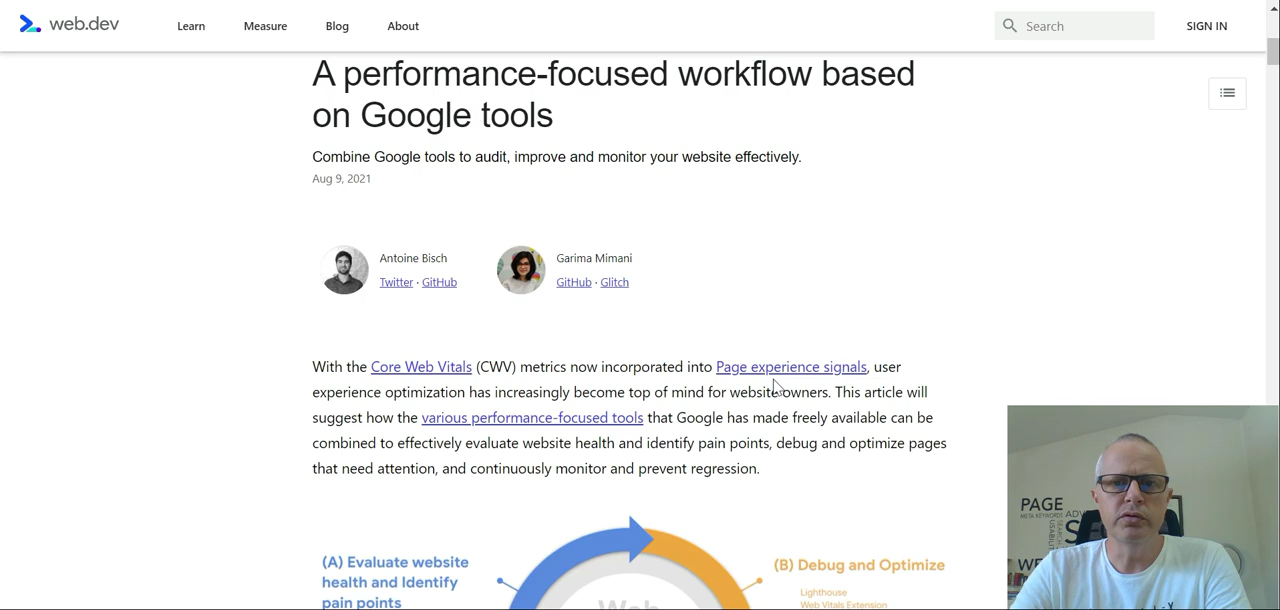 web.dev
Learn
Measure
Blog
About
Search
SIGN IN
A performance-focused workflow based
on Google tools
Combine Google tools to audit, improve and monitor your website effectively.
Aug 9, 2021
Antoine Bisch
Twitter · GitHub
Garima Mimani
GitHub · Glitch
With the Core Web Vitals (CWV) metrics now incorporated into Page experience signals, user
experience optimization has increasingly become top of mind for website owners. This article will
suggest how the various performance-focused tools that Google has made freely available can be
combined to effectively evaluate website health and identify pain points, debug and optimize pages
that need attention, and continuously monitor and prevent regression.
(A) Evaluate website
health and Identify
pain points
Web
(B) Debug and Optimize
Lighthouse
Web Vitals Extension
PAGE
META KEYWORDS